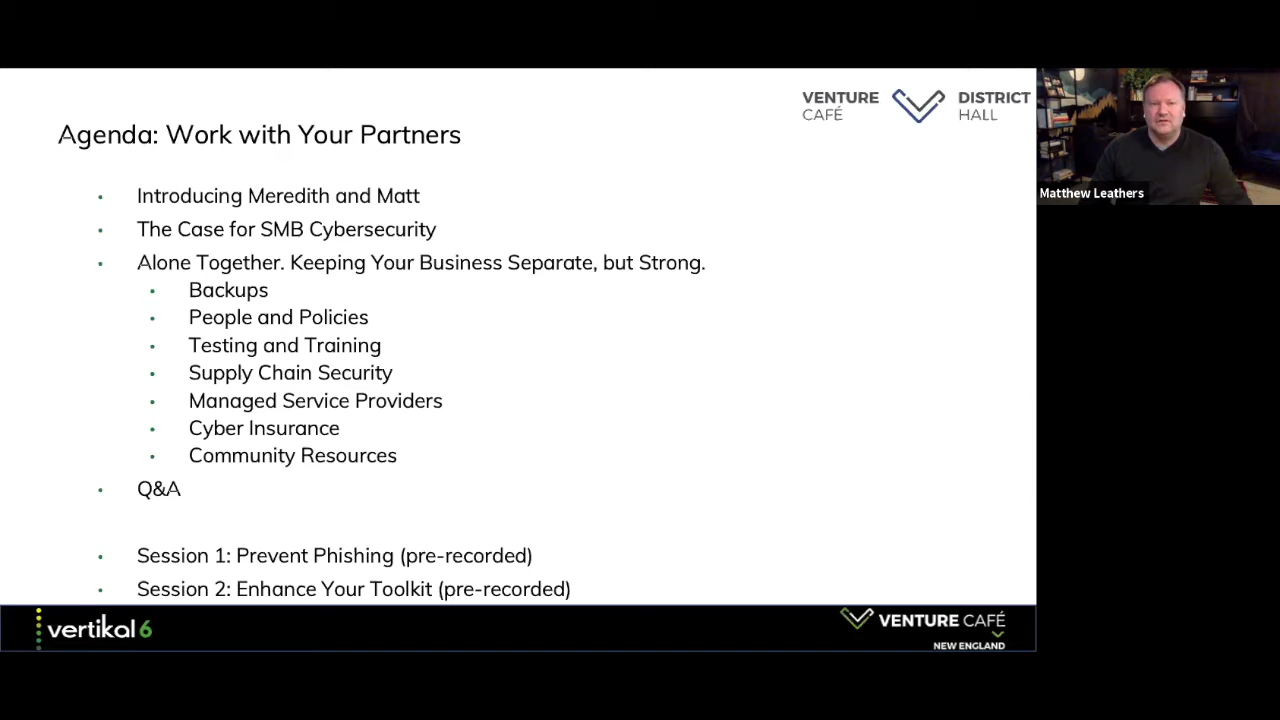 VENTURE
CAFÉ
DISTRICT
HALL
Agenda: Work with Your Partners
Matthew Leathers
• Introducing Meredith and Matt
• The Case for SMB Cybersecurity
• Alone Together. Keeping Your Business Separate, but Strong.
• Backups
• People and Policies
• Testing and Training
• Supply Chain Security
• Managed Service Providers
• Cyber Insurance
• Community Resources
• Q&A
• Session 1: Prevent Phishing (pre-recorded)
• Session 2: Enhance Your Toolkit (pre-recorded)
vertikal6
VENTURE CAFÉ
NEW ENGLAND